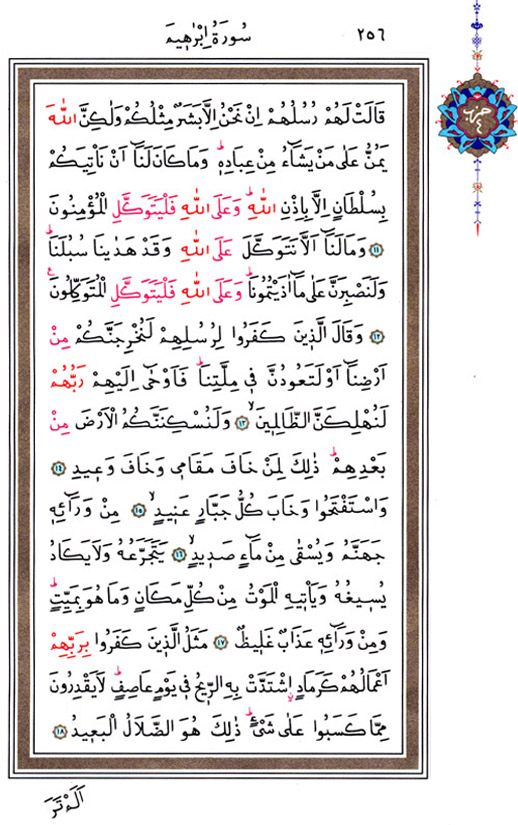 ٢٥٦ سُورَةُ اِبْرٰهِيمَ
حزب ٤
قَالَتْ لَهُمْ رُسُلُهُمْ اِنْ نَحْنُ اِلَّا بَشَرٌ مِثْلُكُمْ وَلٰكِنَّ اللّٰهَ
يَمُنُّ عَلٰى مَنْ يَشَٓاءُ مِنْ عِبَادِه۪ۜ وَمَا كَانَ لَنَٓا اَنْ نَأْتِيَكُمْ
بِسُلْطَانٍ اِلَّا بِاِذْنِ اللّٰهِۜ وَعَلَى اللّٰهِ فَلْيَتَوَكَّلِ الْمُؤْمِنُونَ
﴿١١﴾ وَمَا لَنَٓا اَلَّا نَتَوَكَّلَ عَلَى اللّٰهِ وَقَدْ هَدٰينَا سُبُلَنَاۜ
وَلَنَصْبِرَنَّ عَلٰى مَٓا اٰذَيْتُمُونَاۜ وَعَلَى اللّٰهِ فَلْيَتَوَكَّلِ الْمُتَوَكِّلُونَ۟
﴿١٢﴾ وَقَالَ الَّذ۪ينَ كَفَرُوا لِرُسُلِهِمْ لَنُخْرِجَنَّكُمْ مِنْ
اَرْضِنَٓا اَوْ لَتَعُودُنَّ ف۪ي مِلَّتِنَاۜ فَاَوْحٰٓى اِلَيْهِمْ رَبُّهُمْ
لَنُهْلِكَنَّ الظَّالِم۪ينَۙ ﴿١٣﴾ وَلَنُسْكِنَنَّكُمُ الْاَرْضَ مِنْ
بَعْدِهِمْۜ ذٰلِكَ لِمَنْ خَافَ مَقَام۪ي وَخَافَ وَع۪يدِ ﴿١٤﴾
وَاسْتَفْتَحُوا وَخَابَ كُلُّ جَبَّارٍ عَن۪يدٍۙ ﴿١٥﴾ مِنْ وَرَٓائِه۪
جَهَنَّمُ وَيُسْقٰى مِنْ مَٓاءٍ صَد۪يدٍۙ ﴿١٦﴾ يَتَجَرَّعُهُ وَلَا يَكَادُ
يُس۪يغُهُ وَيَأْت۪يهِ الْمَوْتُ مِنْ كُلِّ مَكَانٍ وَمَا هُوَ بِمَيِّتٍۜ
وَمِنْ وَرَٓائِه۪ عَذَابٌ غَل۪يظٌ ﴿١٧﴾ مَثَلُ الَّذ۪ينَ كَفَرُوا بِرَبِّهِمْ
اَعْمَالُهُمْ كَرَمَادٍۨ اشْتَدَّتْ بِهِ الرّ۪يحُ ف۪ي يَوْمٍ عَاصِفٍۜ لَا يَقْدِرُونَ
مِمَّا كَسَبُوا عَلٰى شَيْءٍۜ ذٰلِكَ هُوَ الضَّلَالُ الْبَع۪يدُ ﴿١٨﴾
اَلَمْ تَرَ